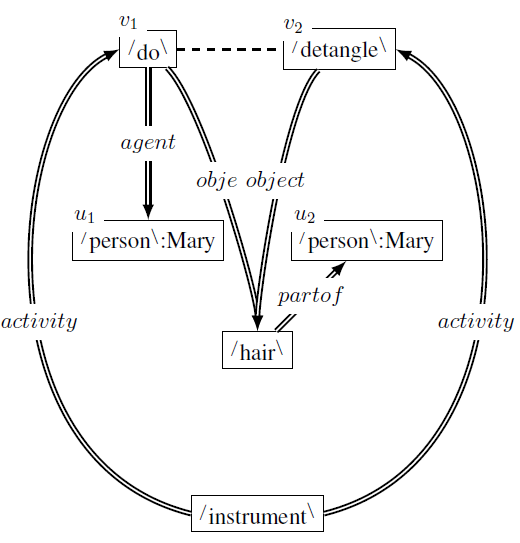 v1 v2
/do\ /detangle\
agent
obje object
u1 u2
/person\:Mary /person\:Mary
partof
activity activity
/hair\
/instrument\